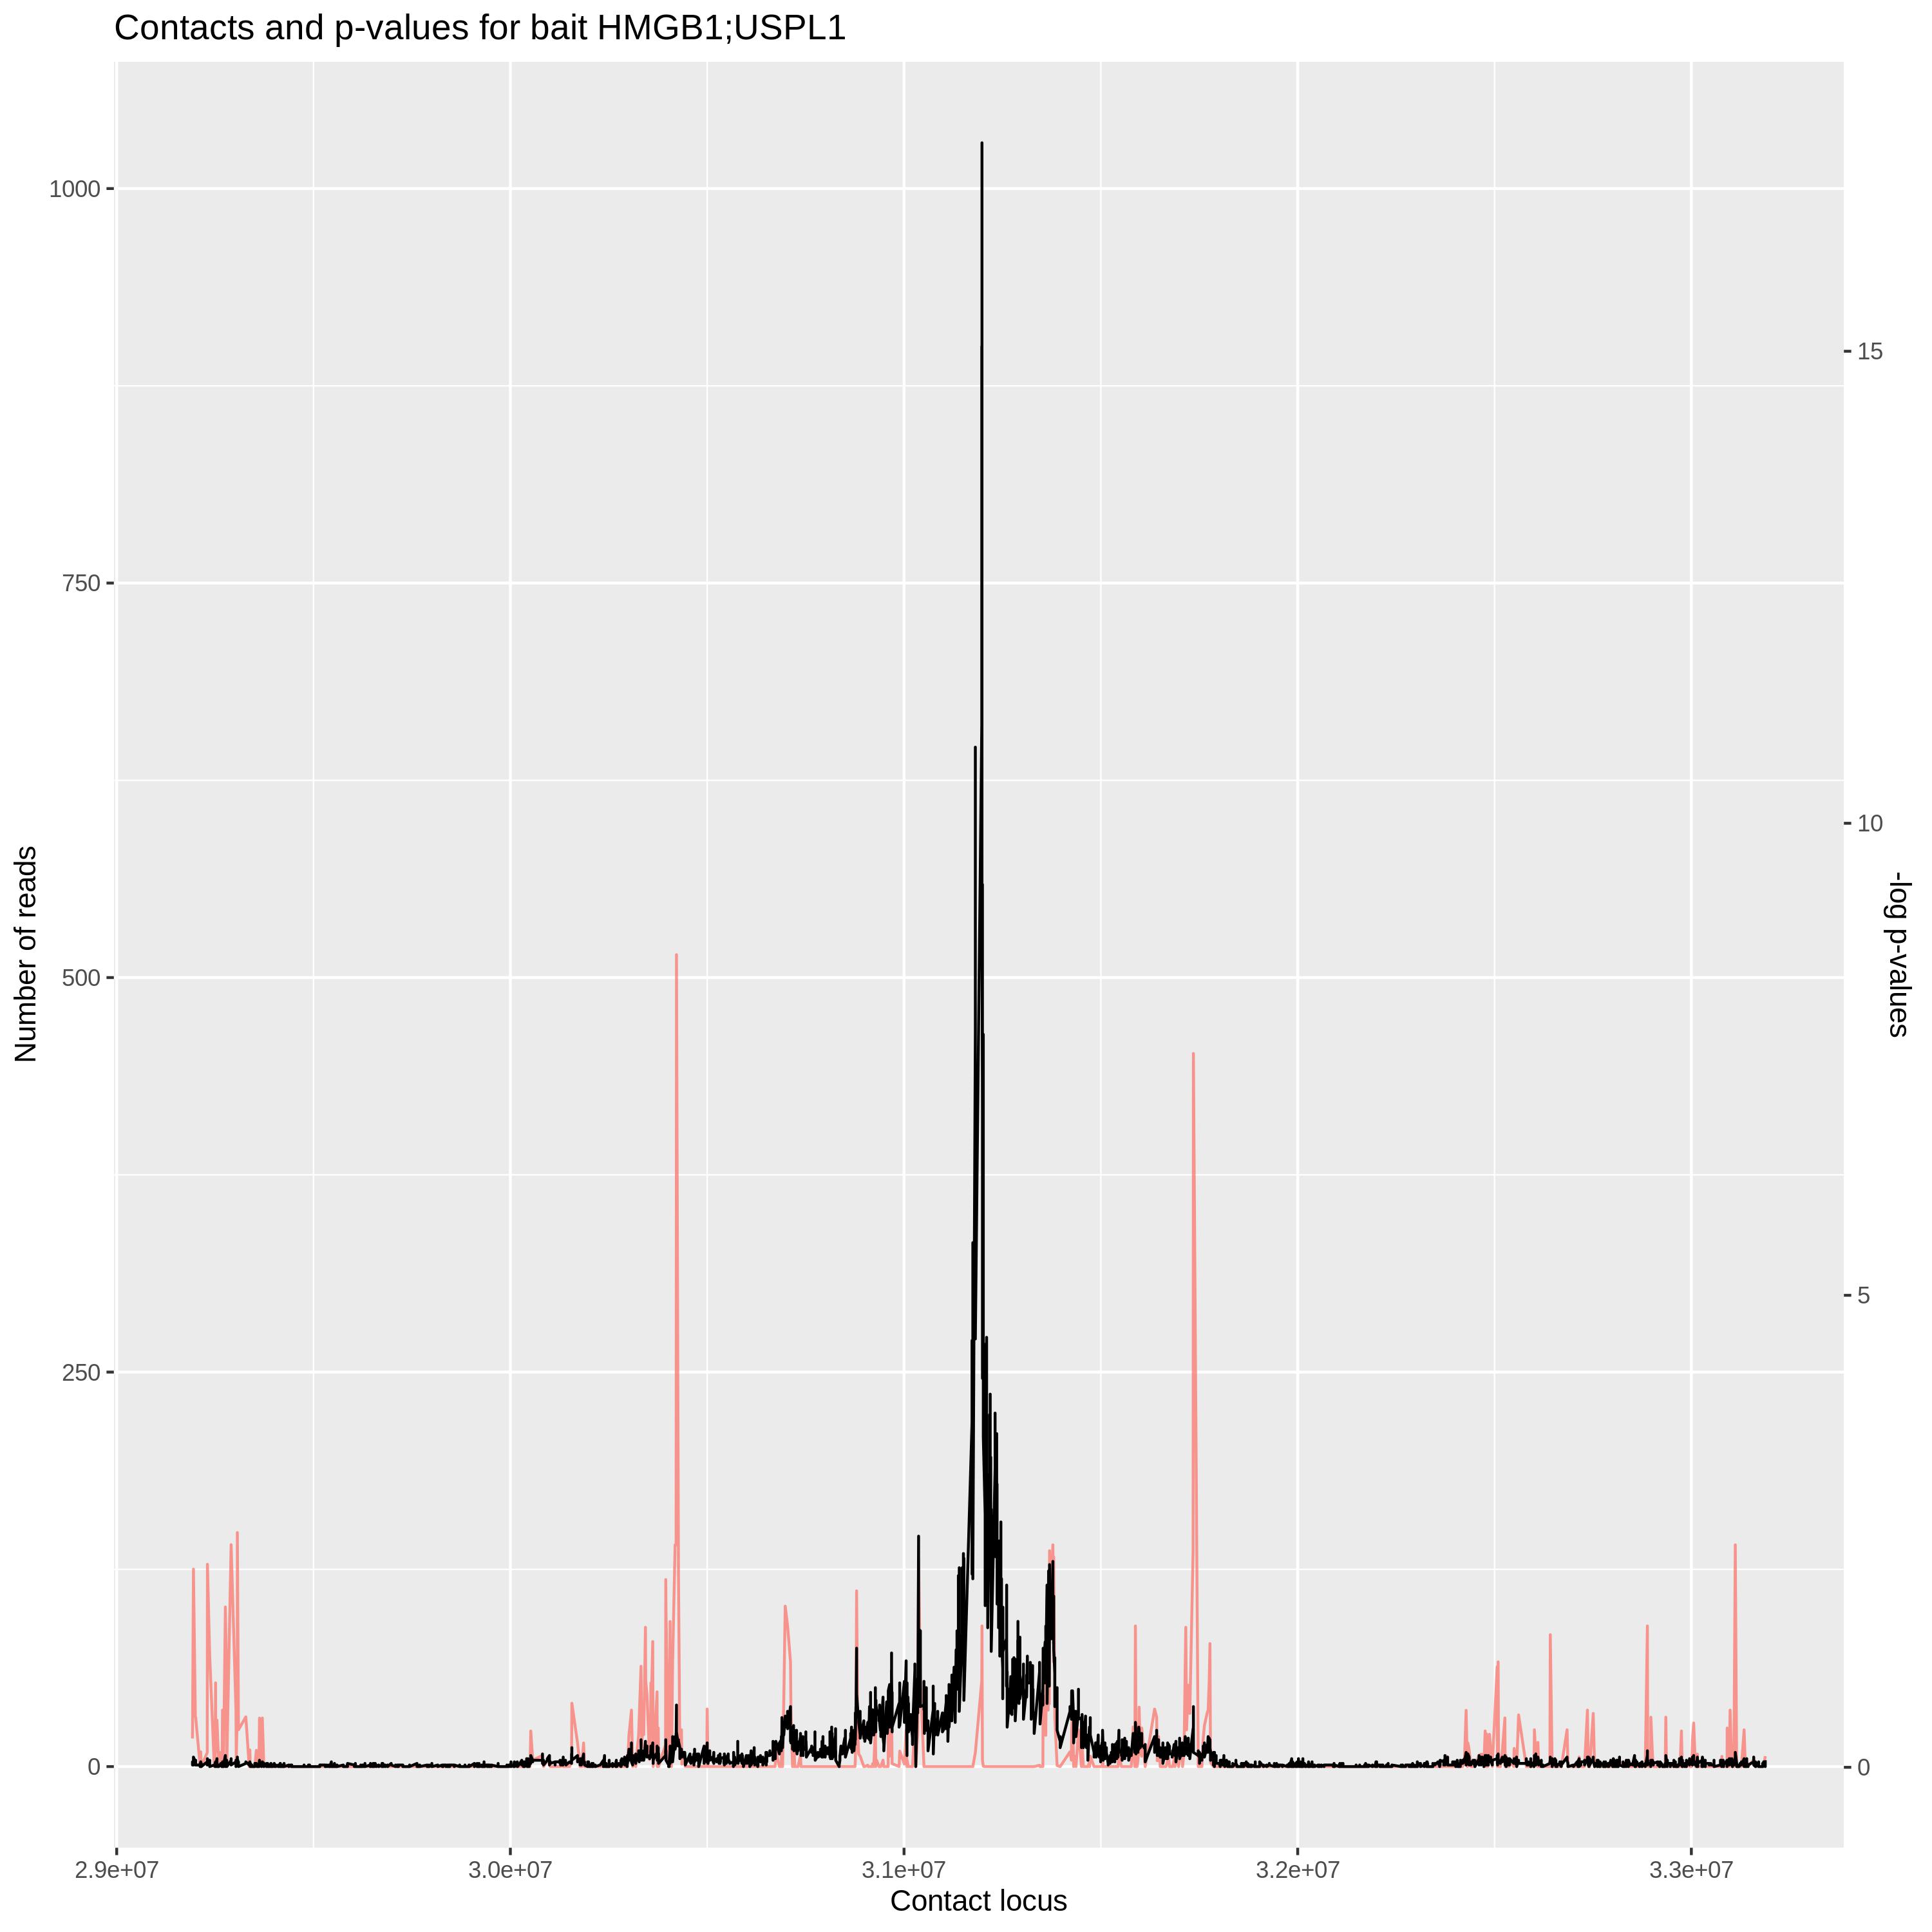 Contacts and p-values for bait HMGB1;USPL1
1000
750
500
250
0
Number of reads
15
10
5
0
-log p-values
2.9e+07
3.0e+07
3.1e+07
3.2e+07
3.3e+07
Contact locus